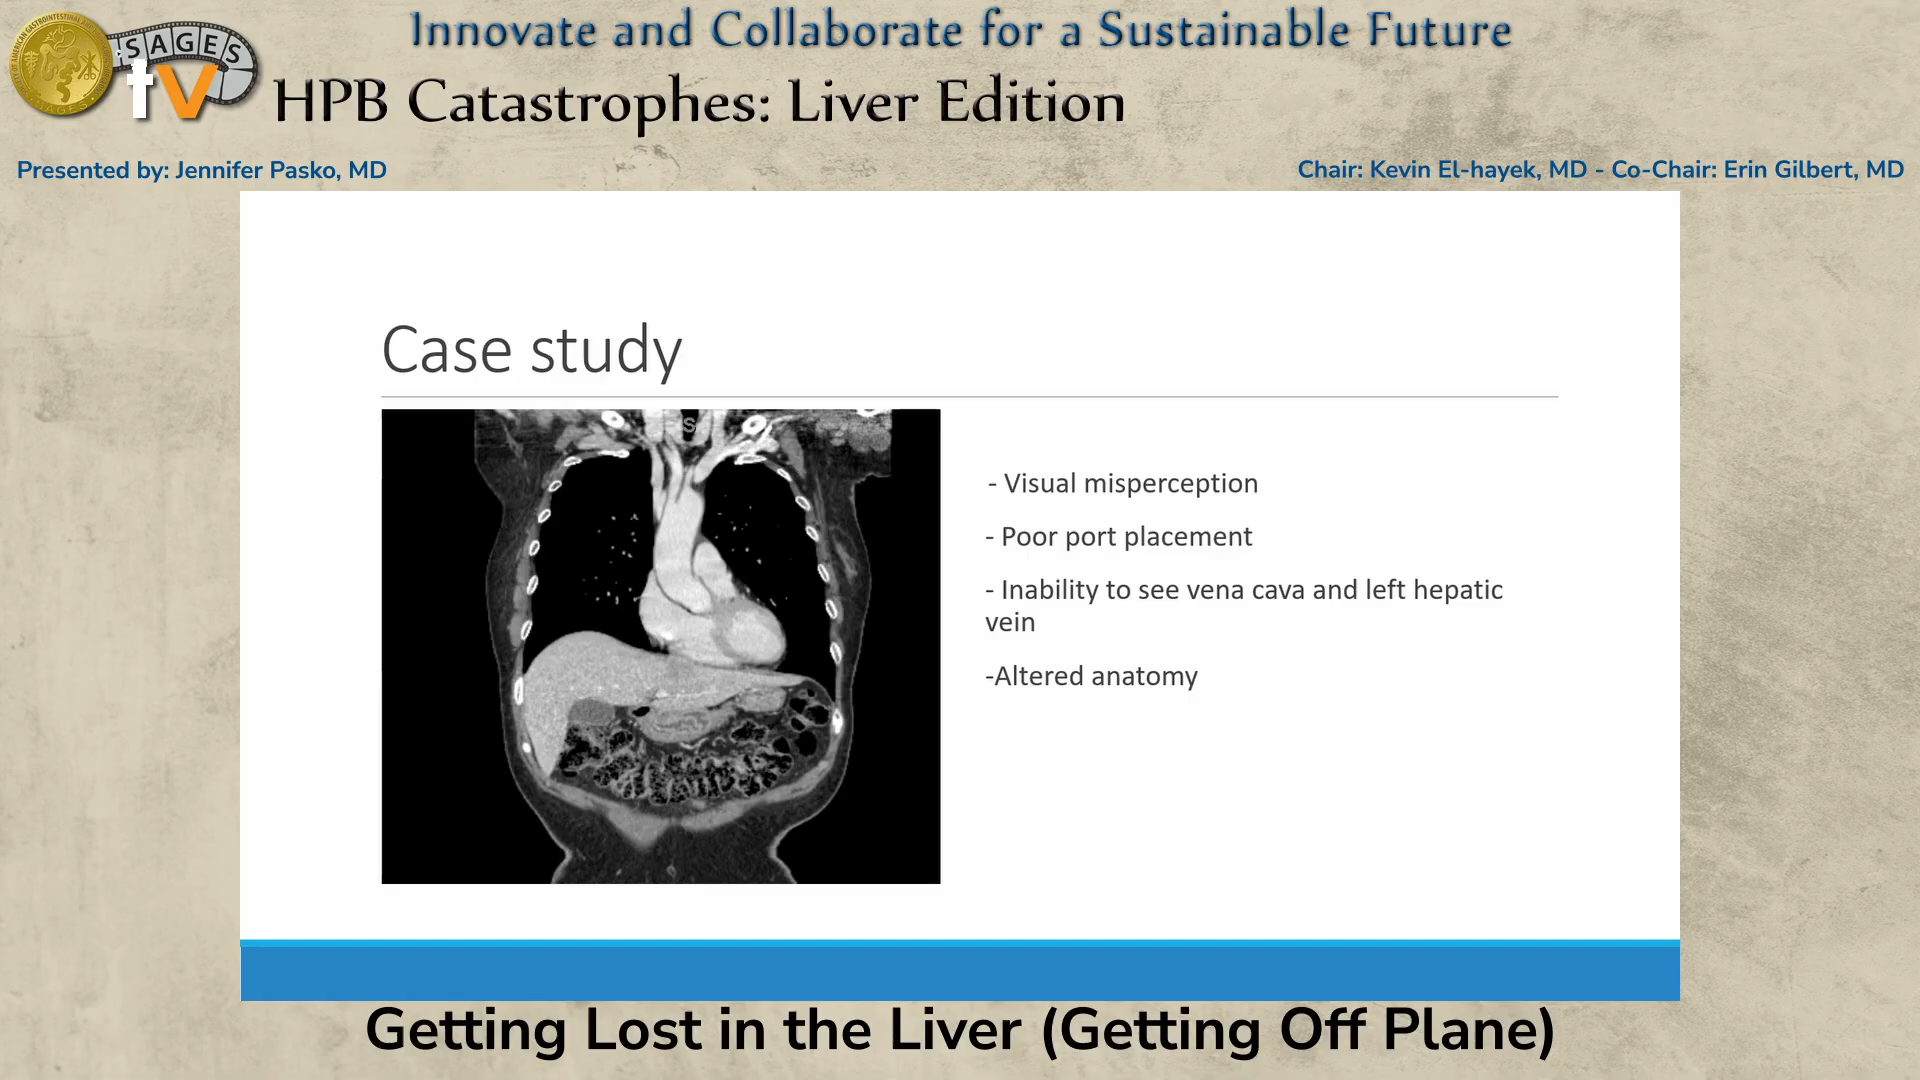 SAGES
tv
Innovate and Collaborate for a Sustainable Future
HPB Catastrophes: Liver Edition
Presented by: Jennifer Pasko, MD
Chair: Kevin El-hayek, MD - Co-Chair: Erin Gilbert, MD
Case study
S
- Visual misperception
- Poor port placement
- Inability to see vena cava and left hepatic
vein
-Altered anatomy
Getting Lost in the Liver (Getting Off Plane)